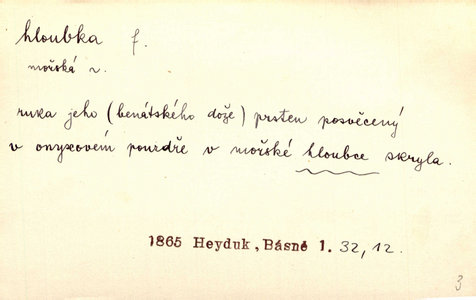 hloubka f.
mořská v.
ruka jeho (benátského dože) prsten posvěcený
v onyxovém pouzdře v mořské hloubce skryla.
1865 Heyduk, Básně 1. 32, 12.
3